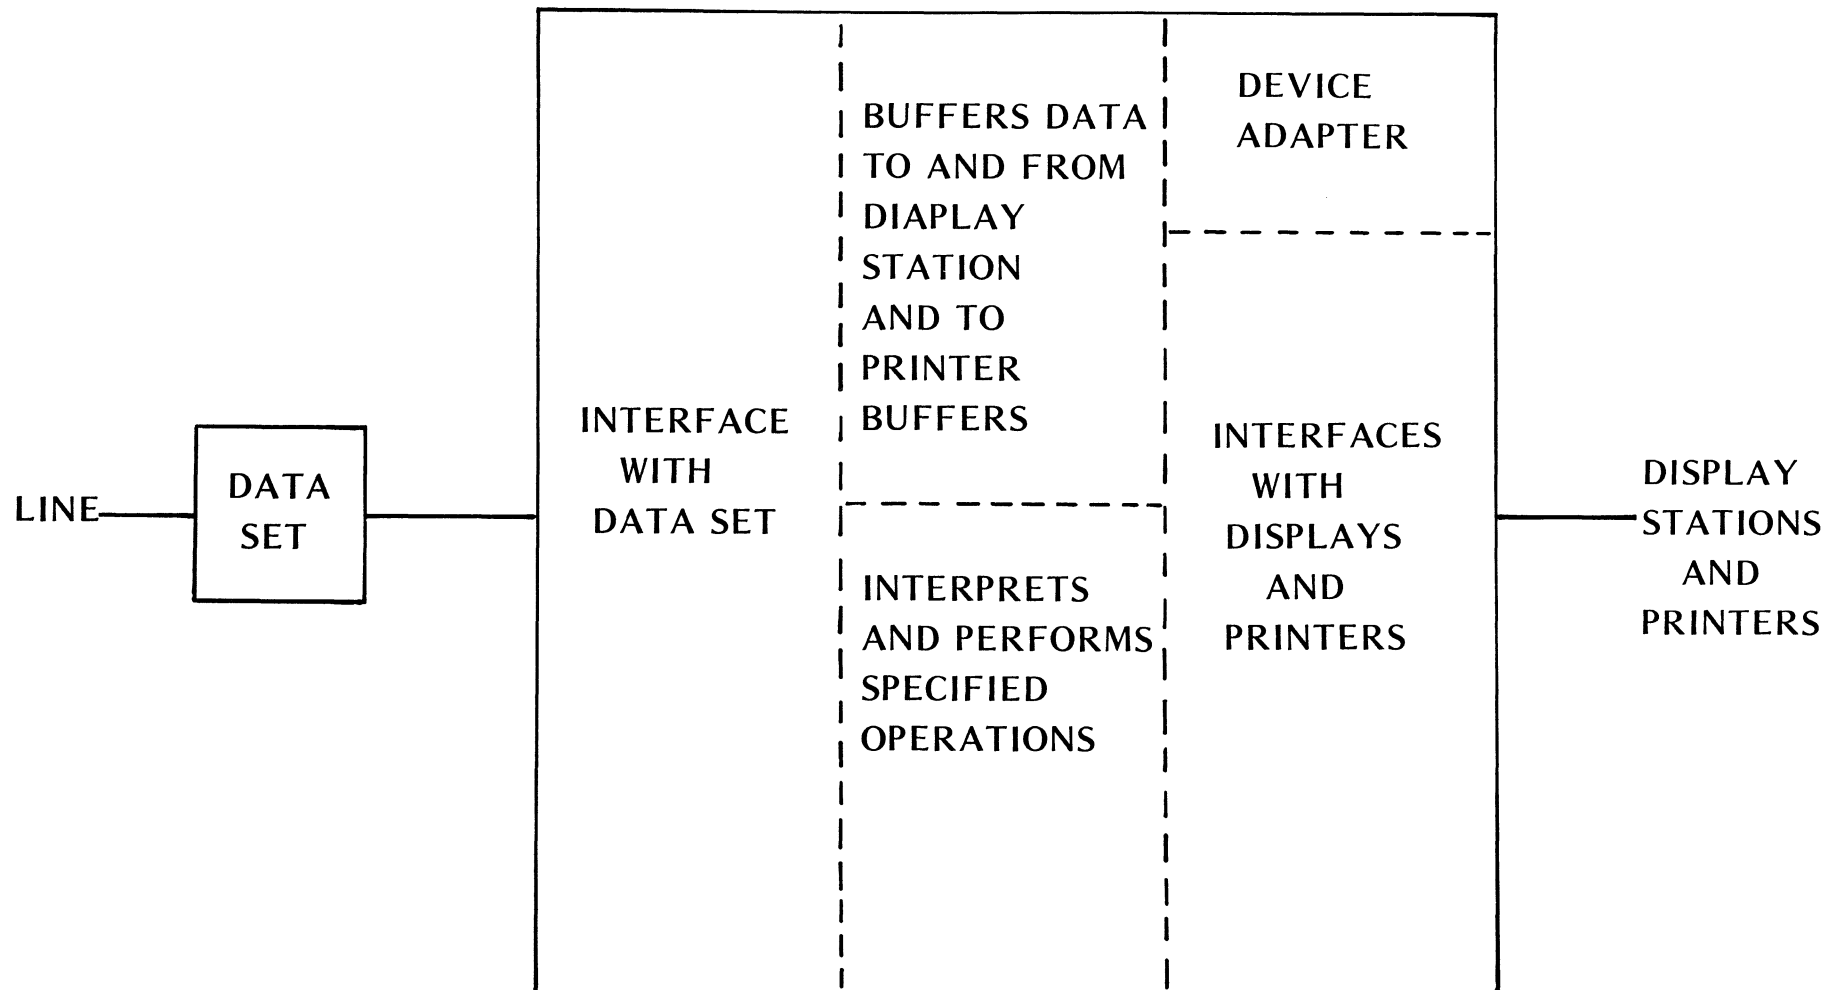 LINE
DATA
SET
INTERFACE
WITH
DATA SET
BUFFERS DATA
TO AND FROM
DIAPLAY
STATION
AND TO
PRINTER
BUFFERS
INTERPRETS
AND PERFORMS
SPECIFIED
OPERATIONS
DEVICE
ADAPTER
INTERFACES
WITH
DISPLAYS
AND
PRINTERS
DISPLAY
STATIONS
AND
PRINTERS